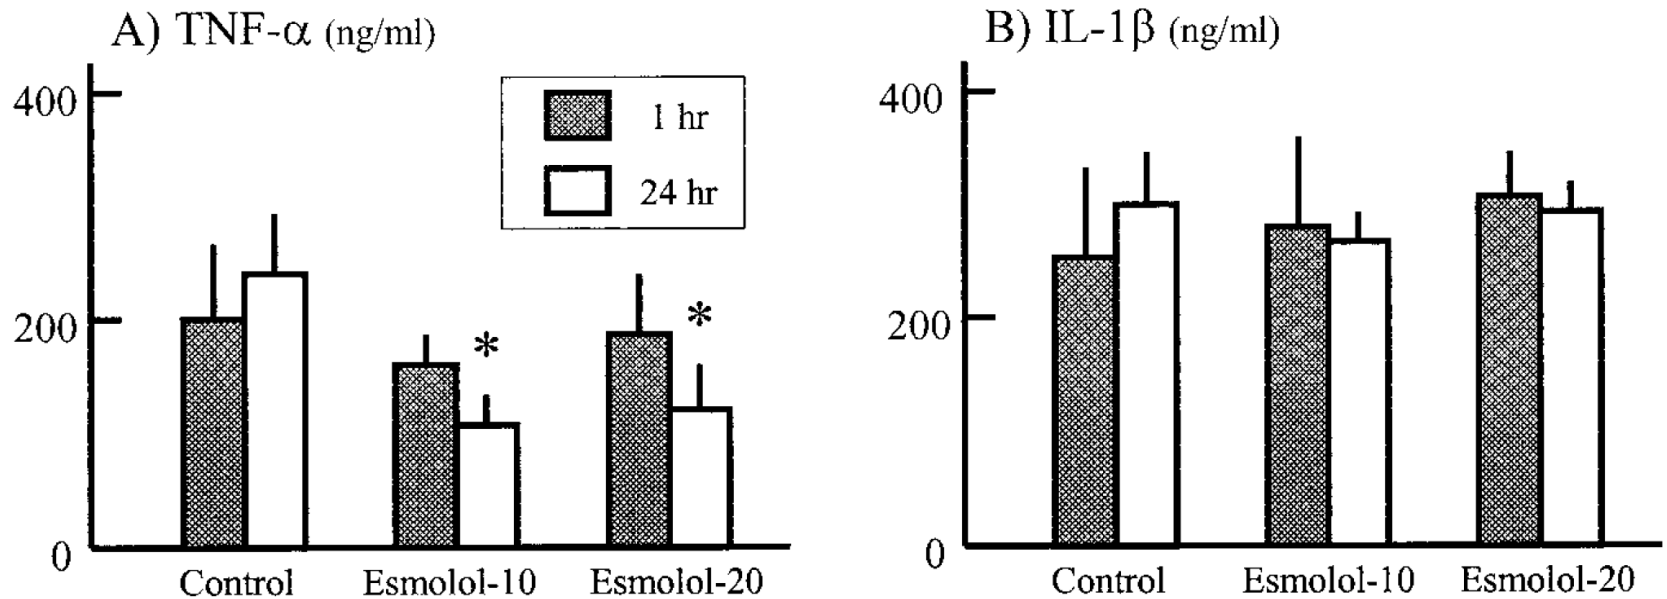 A) TNF-α (ng/ml)
400
200
0
1 hr
24 hr
*
*
Control
Esmolol-10
Esmolol-20
B) IL-1β (ng/ml)
400
200
0
Control
Esmolol-10
Esmolol-20